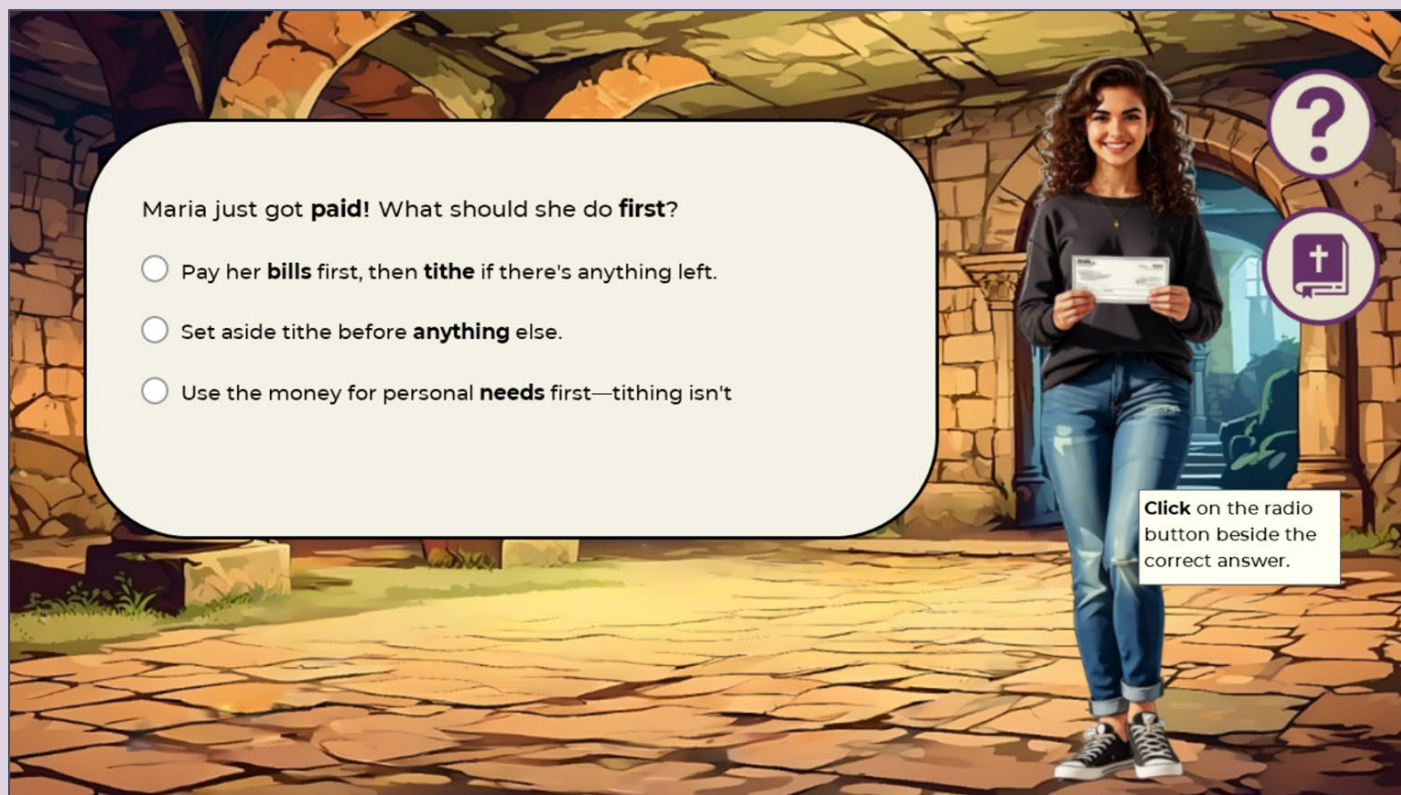 Maria just got paid! What should she do first?
Pay her bills first, then tithe if there's anything left.
Set aside tithe before anything else.
Use the money for personal needs first—tithing isn't
?
Click on the radio
button beside the
correct answer.